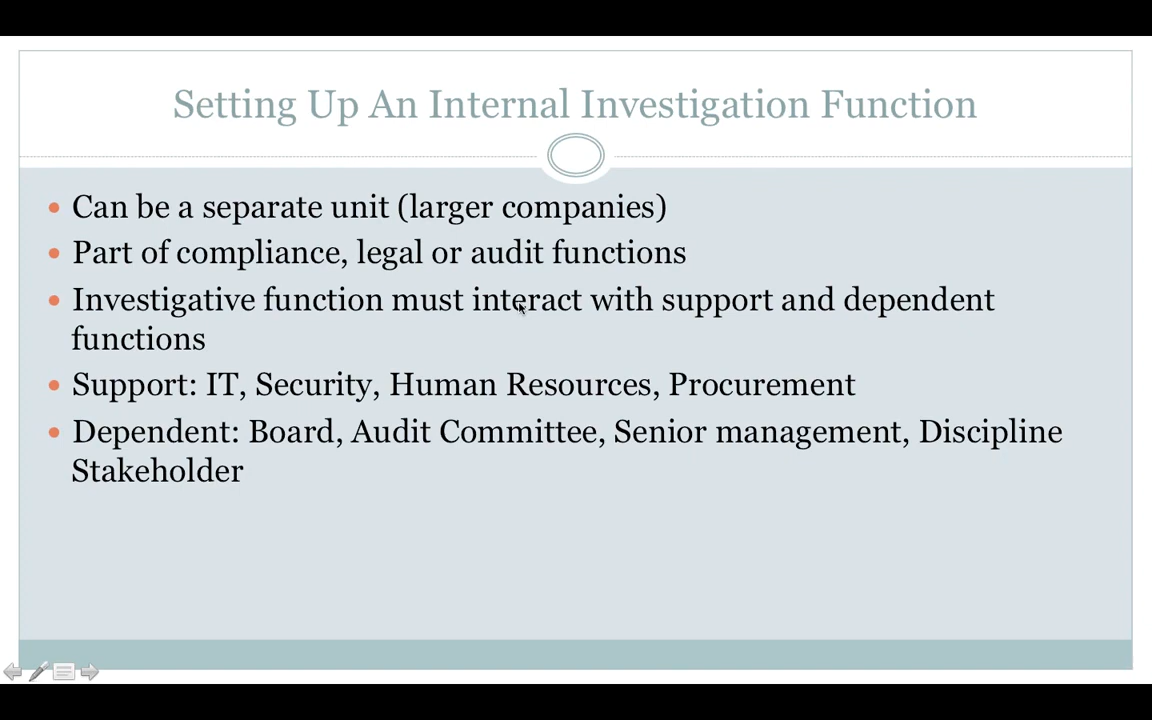 Setting Up An Internal Investigation Function
• Can be a separate unit (larger companies)
• Part of compliance, legal or audit functions
• Investigative function must interact with support and dependent
functions
• Support: IT, Security, Human Resources, Procurement
• Dependent: Board, Audit Committee, Senior management, Discipline
Stakeholder